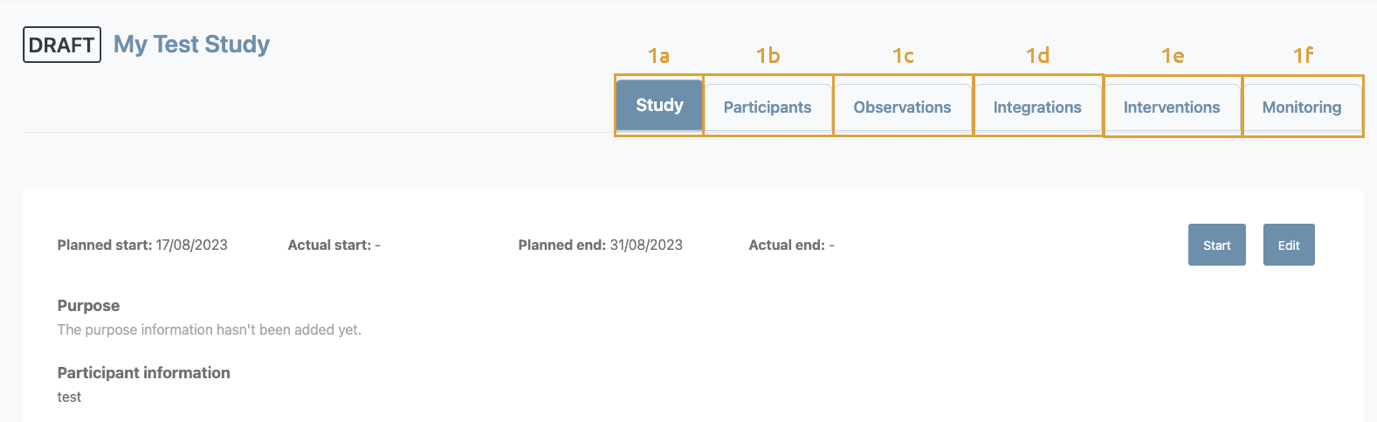 DRAFT My Test Study
1a 1b 1c 1d 1e 1f
Study Participants Observations Integrations Interventions Monitoring
Planned start: 17/08/2023 Actual start: - Planned end: 31/08/2023 Actual end: - Start Edit
Purpose
The purpose information hasn't been added yet.
Participant information
test